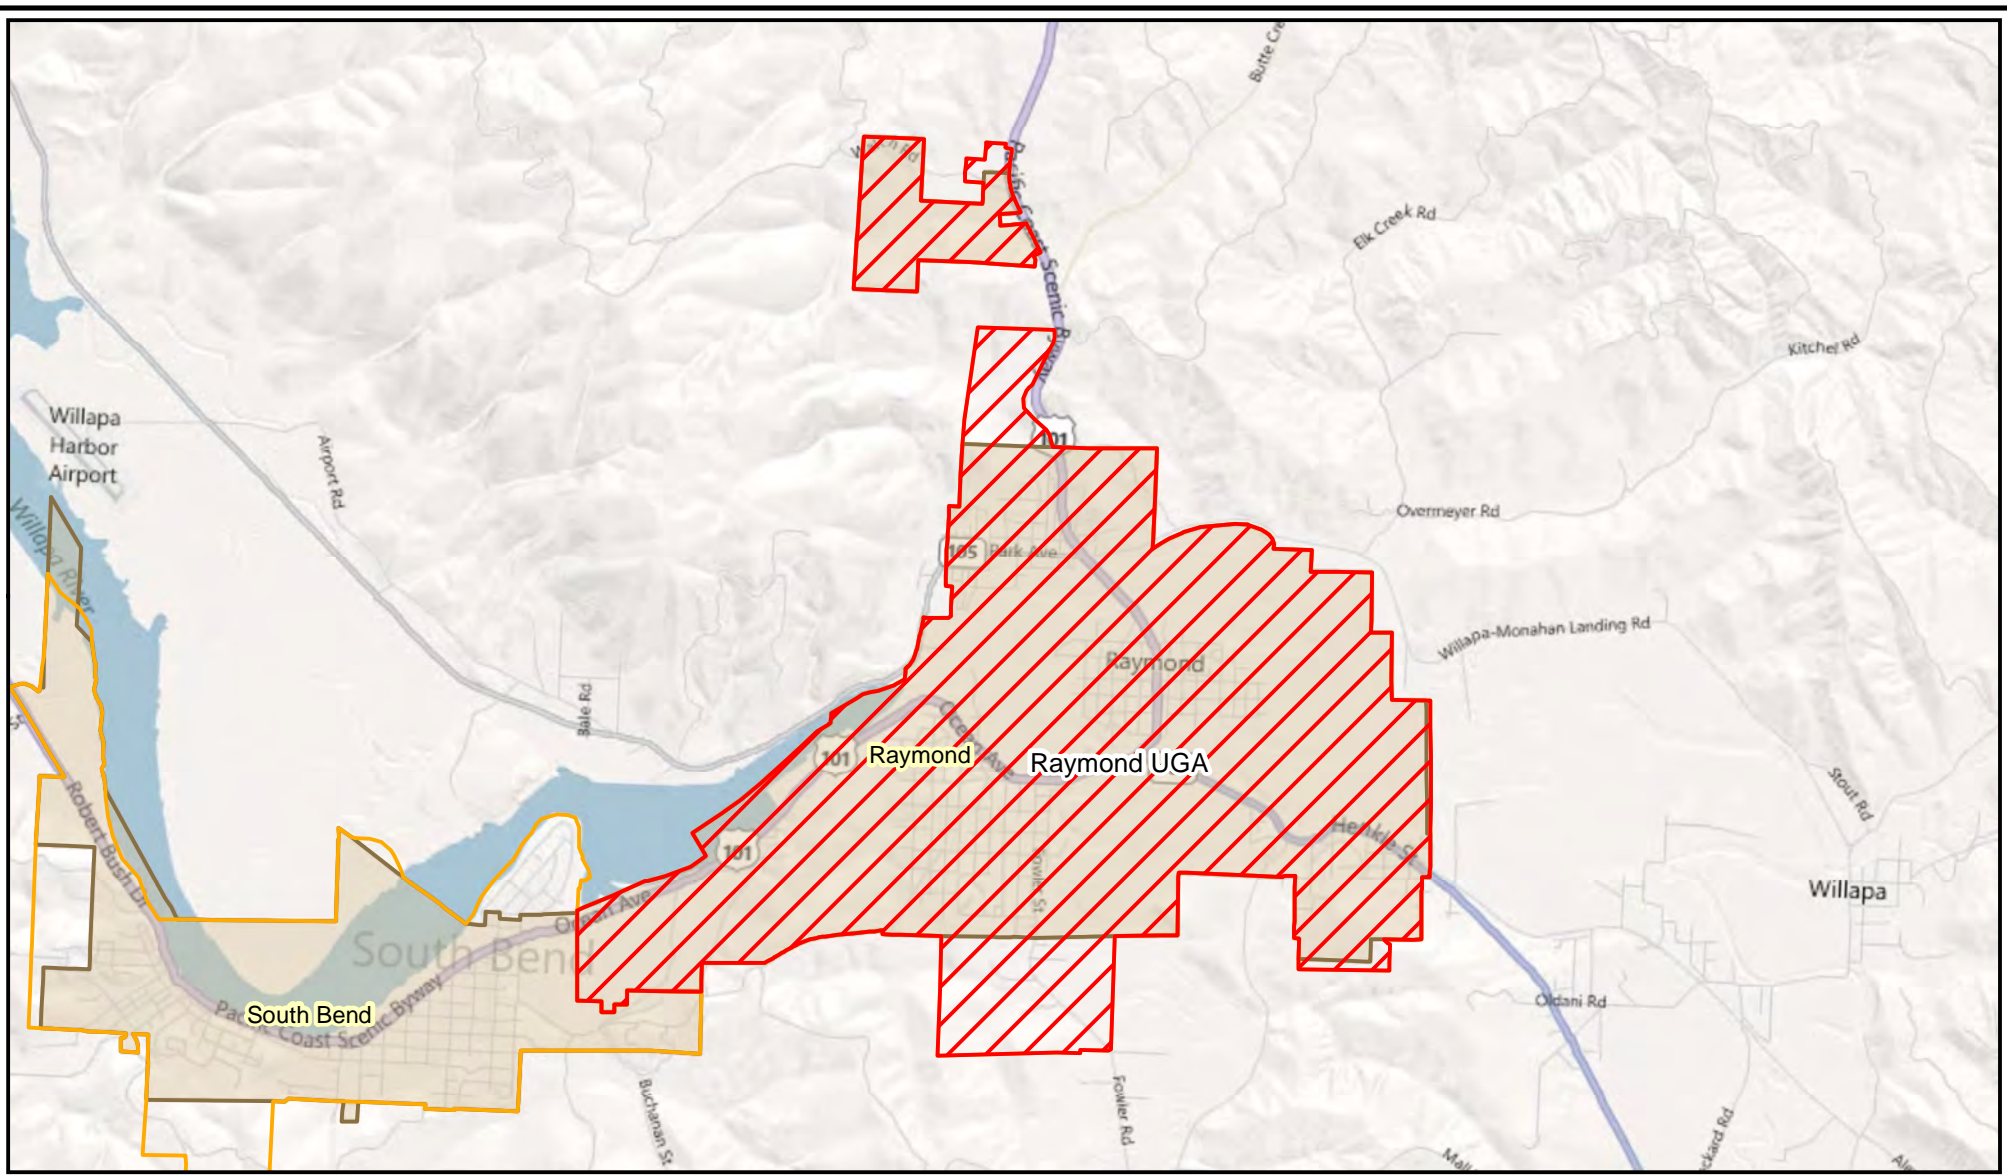 Butte Cre
Pacific Coast Scenic Byway
Elk Creek Rd
Kitchel Rd
Willapa
Harbor
Airport
Airport Rd
101
Overmeyer Rd
Willapa River
105
Park Ave
Willapa-Monahan Landing Rd
Raymond
Bale Rd
Ocean Ave
101
Raymond
Raymond UGA
Robert Bush Dr
Stout Rd
Henkle St
101
Fowler St
Willapa
Ocean Ave
South Bend
South Bend
Pacific Coast Scenic Byway
Oldani Rd
Buchanan St
Fowler Rd